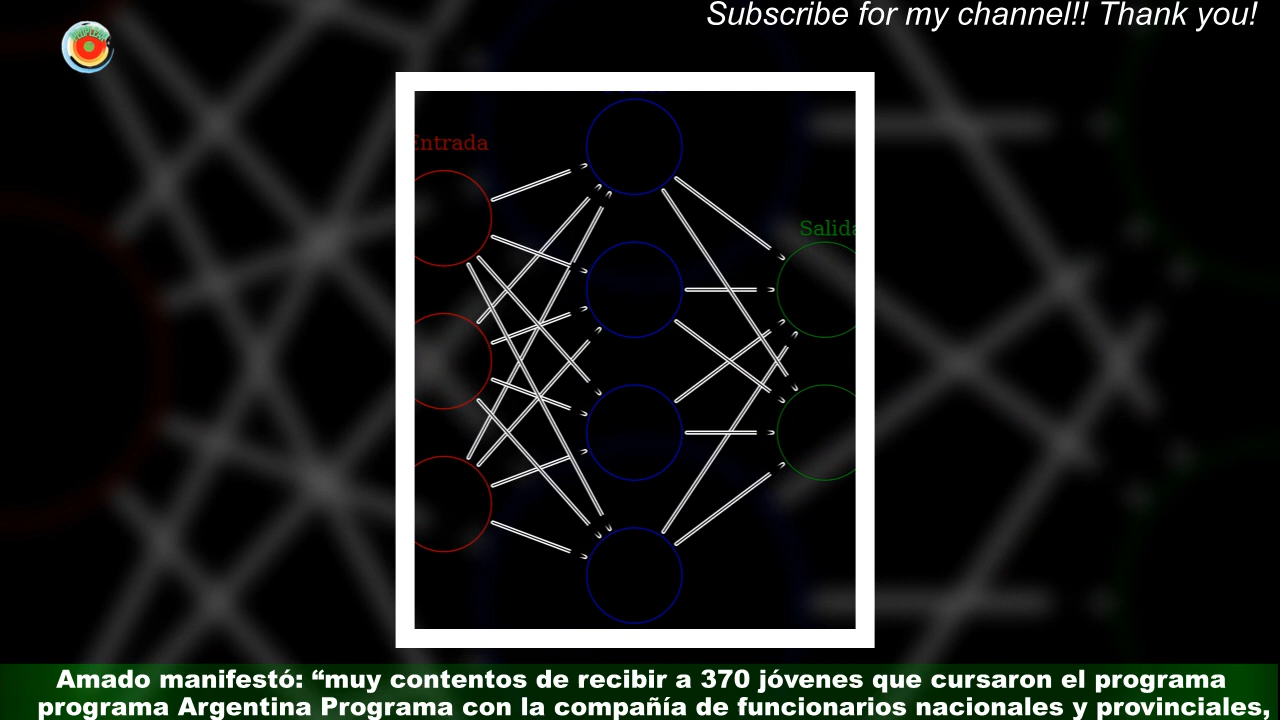 Subscribe for my channel!! Thank you!
Entrada
Salida
Amado manifestó: “muy contentos de recibir a 370 jóvenes que cursaron el programa
programa Argentina Programa con la compañía de funcionarios nacionales y provinciales,